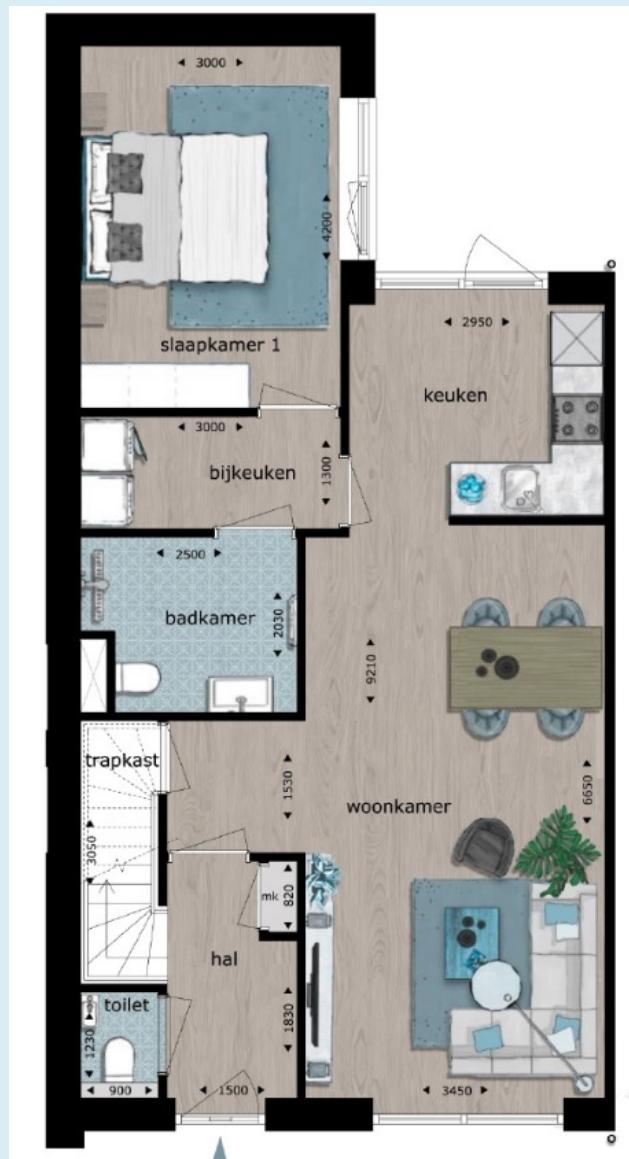 3000
4200
slaapkamer 1
2950
keuken
3000
bijkeuken
1300
2500
badkamer
2030
9210
trapkast
1530
woonkamer
6650
3050
mk
820
hal
toilet
1230
1830
900
1500
3450